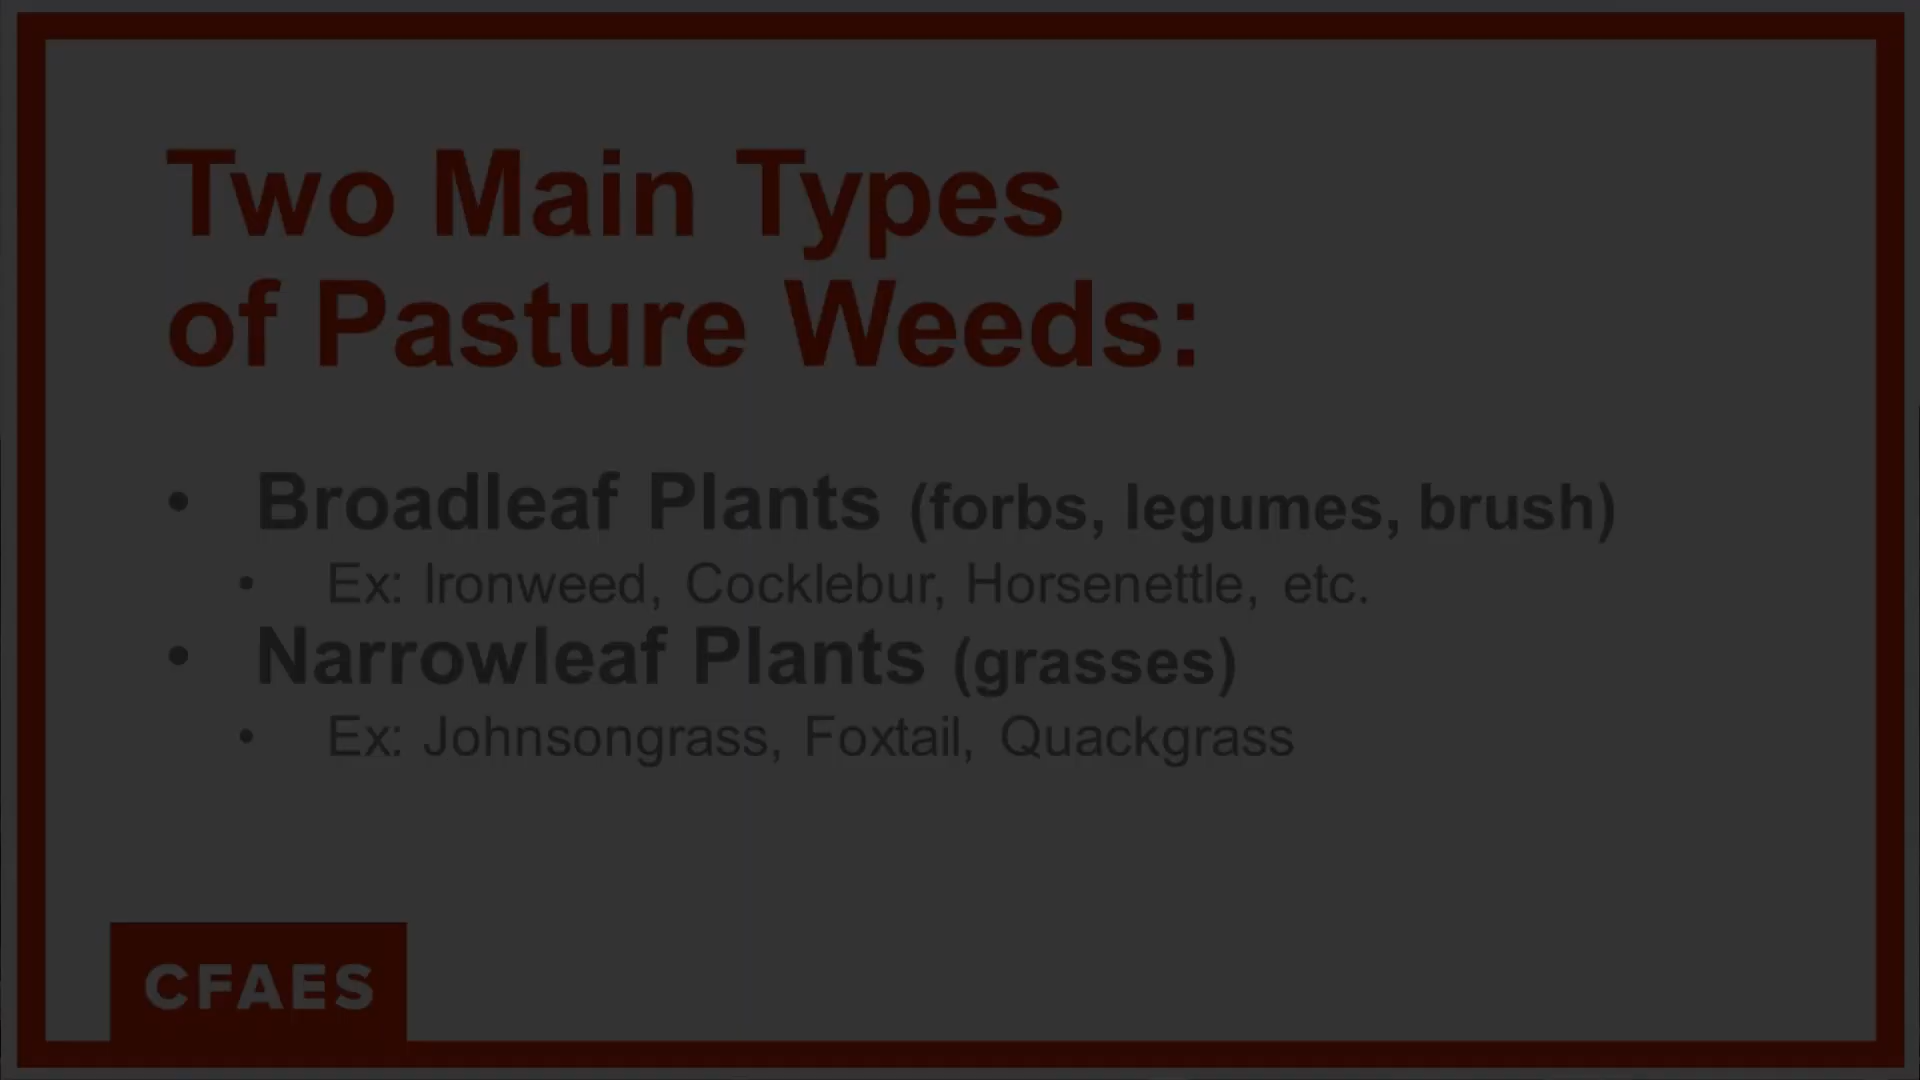 Two Main Types
of Pasture Weeds:
• Broadleaf Plants (forbs, legumes, brush)
• Ex: Ironweed, Cocklebur, Horsenettle, etc.
• Narrowleaf Plants (grasses)
• Ex: Johnsongrass, Foxtail, Quackgrass
CFAES